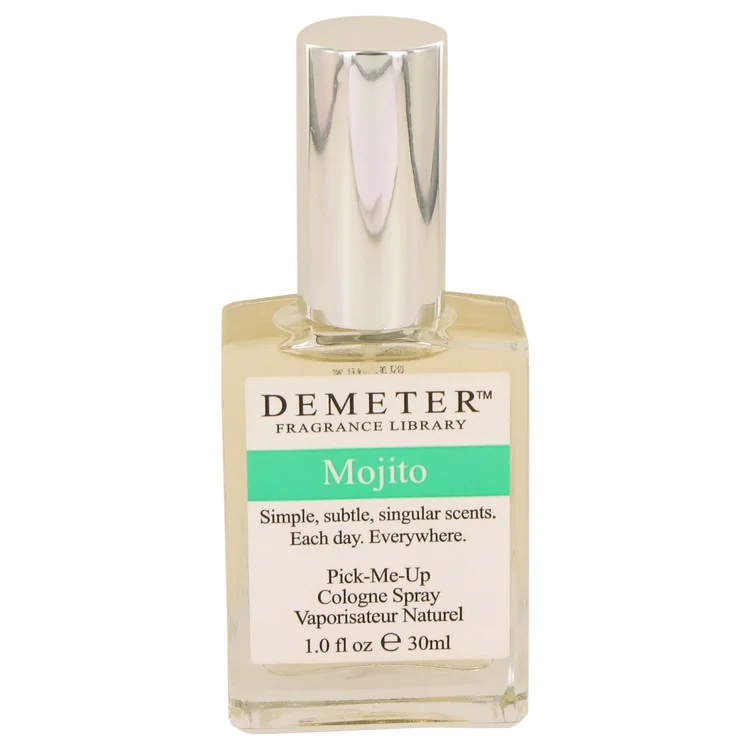 DEMETER™
FRAGRANCE LIBRARY
Mojito
Simple, subtle, singular scents.
Each day. Everywhere.
Pick-Me-Up
Cologne Spray
Vaporisateur Naturel
1.0 fl oz ℮ 30ml